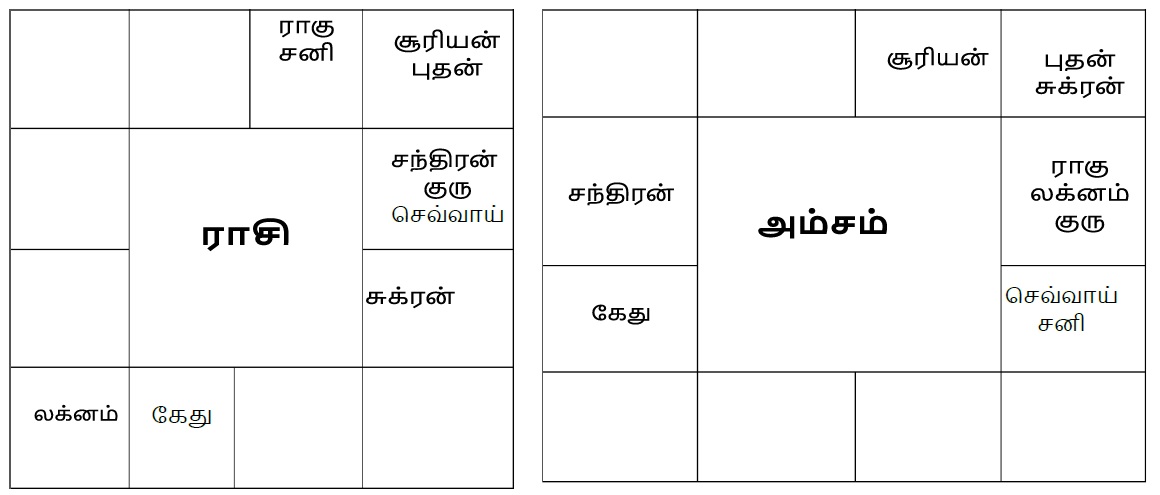 ராகு
சனி
சூரியன்
புதன்
சந்திரன்
குரு
செவ்வாய்
ராசி
சுக்ரன்
லக்னம்
கேது
சூரியன்
புதன்
சுக்ரன்
சந்திரன்
ராகு
லக்னம்
குரு
அம்சம்
கேது
செவ்வாய்
சனி